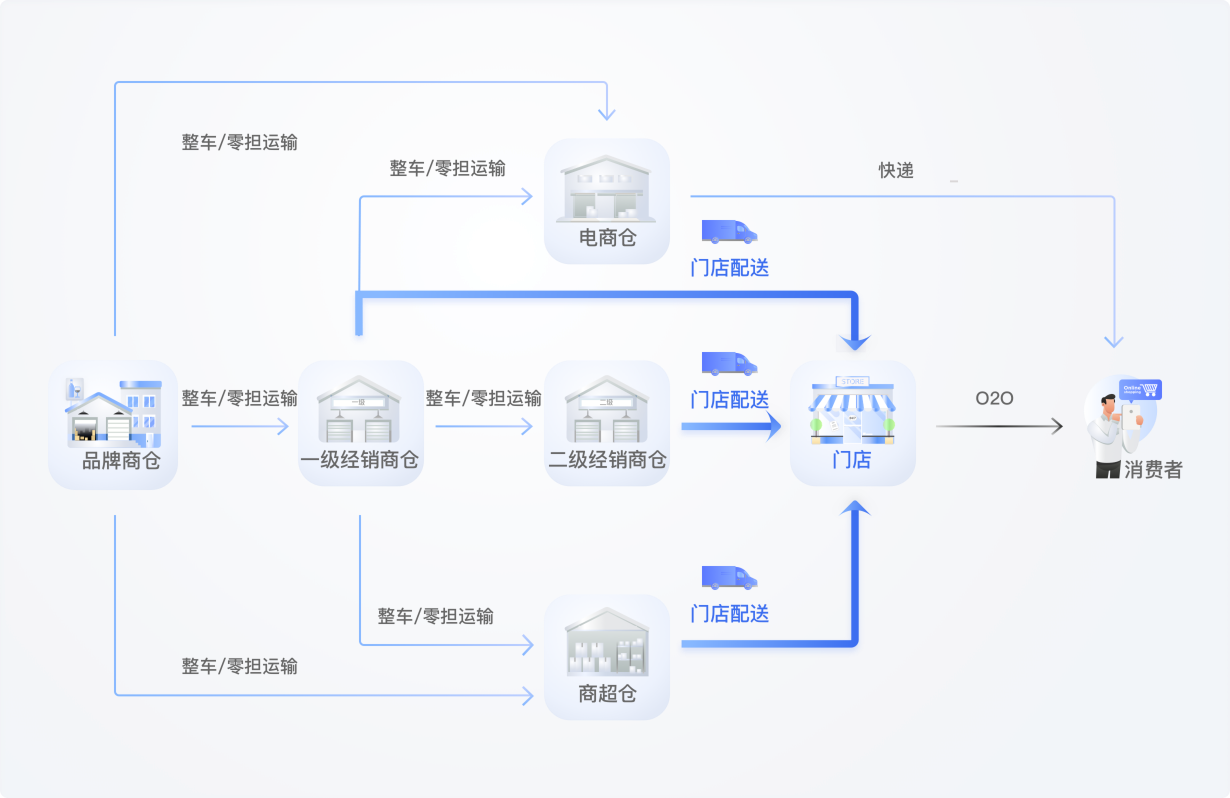 整车/零担运输
整车/零担运输
快递
电商仓
门店配送
门店配送
STORE
Online
整车/零担运输
一级
整车/零担运输
二级
O2O
品牌商仓
一级经销商仓
二级经销商仓
门店
消费者
门店配送
整车/零担运输
整车/零担运输
商超仓